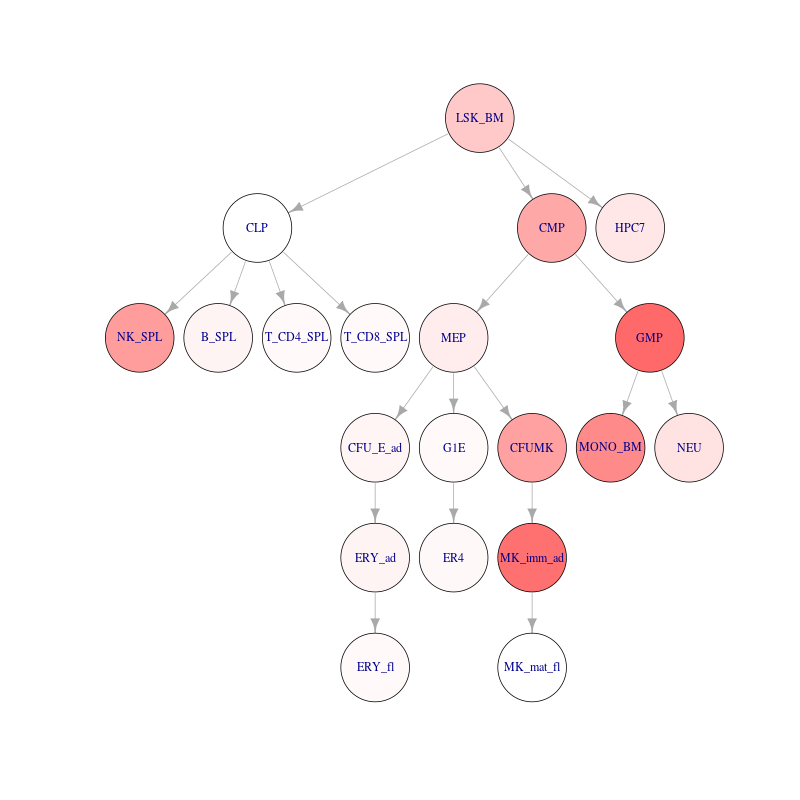 LSK_BM
CLP
CMP
HPC7
NK_SPL
B_SPL
T_CD4_SPL
T_CD8_SPL
MEP
GMP
CFU_E_ad
G1E
CFUMK
MONO_BM
NEU
ERY_ad
ER4
MK_imm_ad
ERY_fl
MK_mat_fl